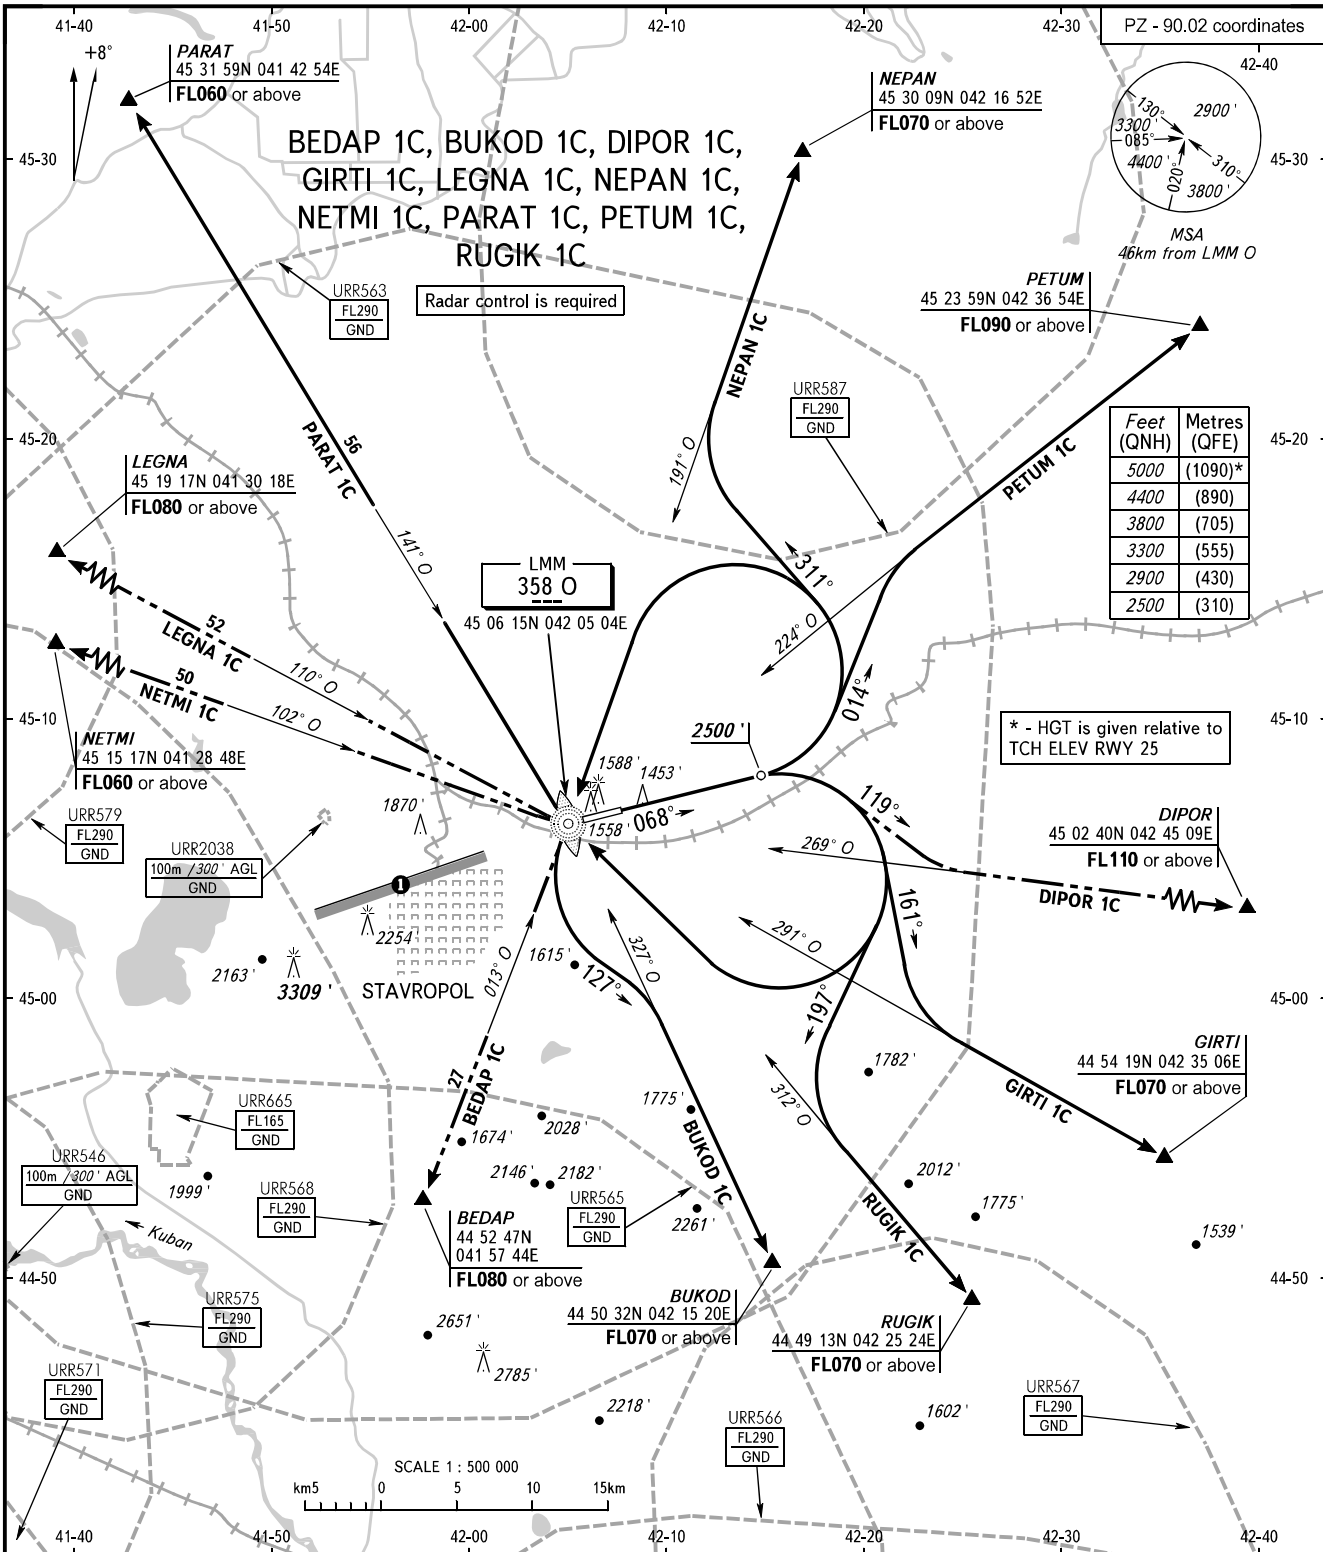 41-40
41-50
42-00
42-10
42-20
42-30
PZ - 90.02 coordinates
42-40
+8°
PARAT
45 31 59N 041 42 54E
FL060 or above
NEPAN
45 30 09N 042 16 52E
FL070 or above
130°
2900 '
3300 '
085°
4400 '
310°
020°
3800 '
MSA
46km from LMM O
45-30
45-30
BEDAP 1C, BUKOD 1C, DIPOR 1C,
GIRTI 1C, LEGNA 1C, NEPAN 1C,
NETMI 1C, PARAT 1C, PETUM 1C,
RUGIK 1C
Radar control is required
URR563
FL290
GND
PETUM
45 23 59N 042 36 54E
FL090 or above
NEPAN 1C
URR587
FL290
GND
Feet (QNH) Metres (QFE)
5000 (1090)*
4400 (890)
3800 (705)
3300 (555)
2900 (430)
2500 (310)
45-20
45-20
56
PARAT 1C
191° O
PETUM 1C
LEGNA
45 19 17N 041 30 18E
FL080 or above
141° O
LMM
358 O
45 06 15N 042 05 04E
311°
224° O
014°
52
LEGNA 1C
110° O
50
NETMI 1C
102° O
45-10
45-10
NETMI
45 15 17N 041 28 48E
FL060 or above
2500 '
* - HGT is given relative to
TCH ELEV RWY 25
1588 '
1453 '
1870 '
1558 '
068°
119°
URR579
FL290
GND
URR2038
100m /300 ' AGL
GND
269° O
DIPOR
45 02 40N 042 45 09E
FL110 or above
DIPOR 1C
1
2254 '
161°
291° O
327° O
013° O
1615 '
127°
2163 '
3309 '
STAVROPOL
45-00
45-00
197°
1782 '
GIRTI
44 54 19N 042 35 06E
FL070 or above
GIRTI 1C
312° O
27
BEDAP 1C
URR665
FL165
GND
1775 '
2028 '
1674 '
BUKOD 1C
URR546
100m /300 ' AGL
GND
1999 '
URR568
FL290
GND
2146 '
2182 '
URR565
FL290
GND
2261 '
2012 '
1775 '
RUGIK 1C
1539 '
Kuban
BEDAP
44 52 47N
041 57 44E
FL080 or above
44-50
44-50
URR575
FL290
GND
BUKOD
44 50 32N 042 15 20E
FL070 or above
RUGIK
44 49 13N 042 25 24E
FL070 or above
2651 '
2785 '
URR571
FL290
GND
2218 '
URR566
FL290
GND
1602 '
URR567
FL290
GND
SCALE 1 : 500 000
km5 0 5 10 15km
41-40
41-50
42-00
42-10
42-20
42-30
42-40